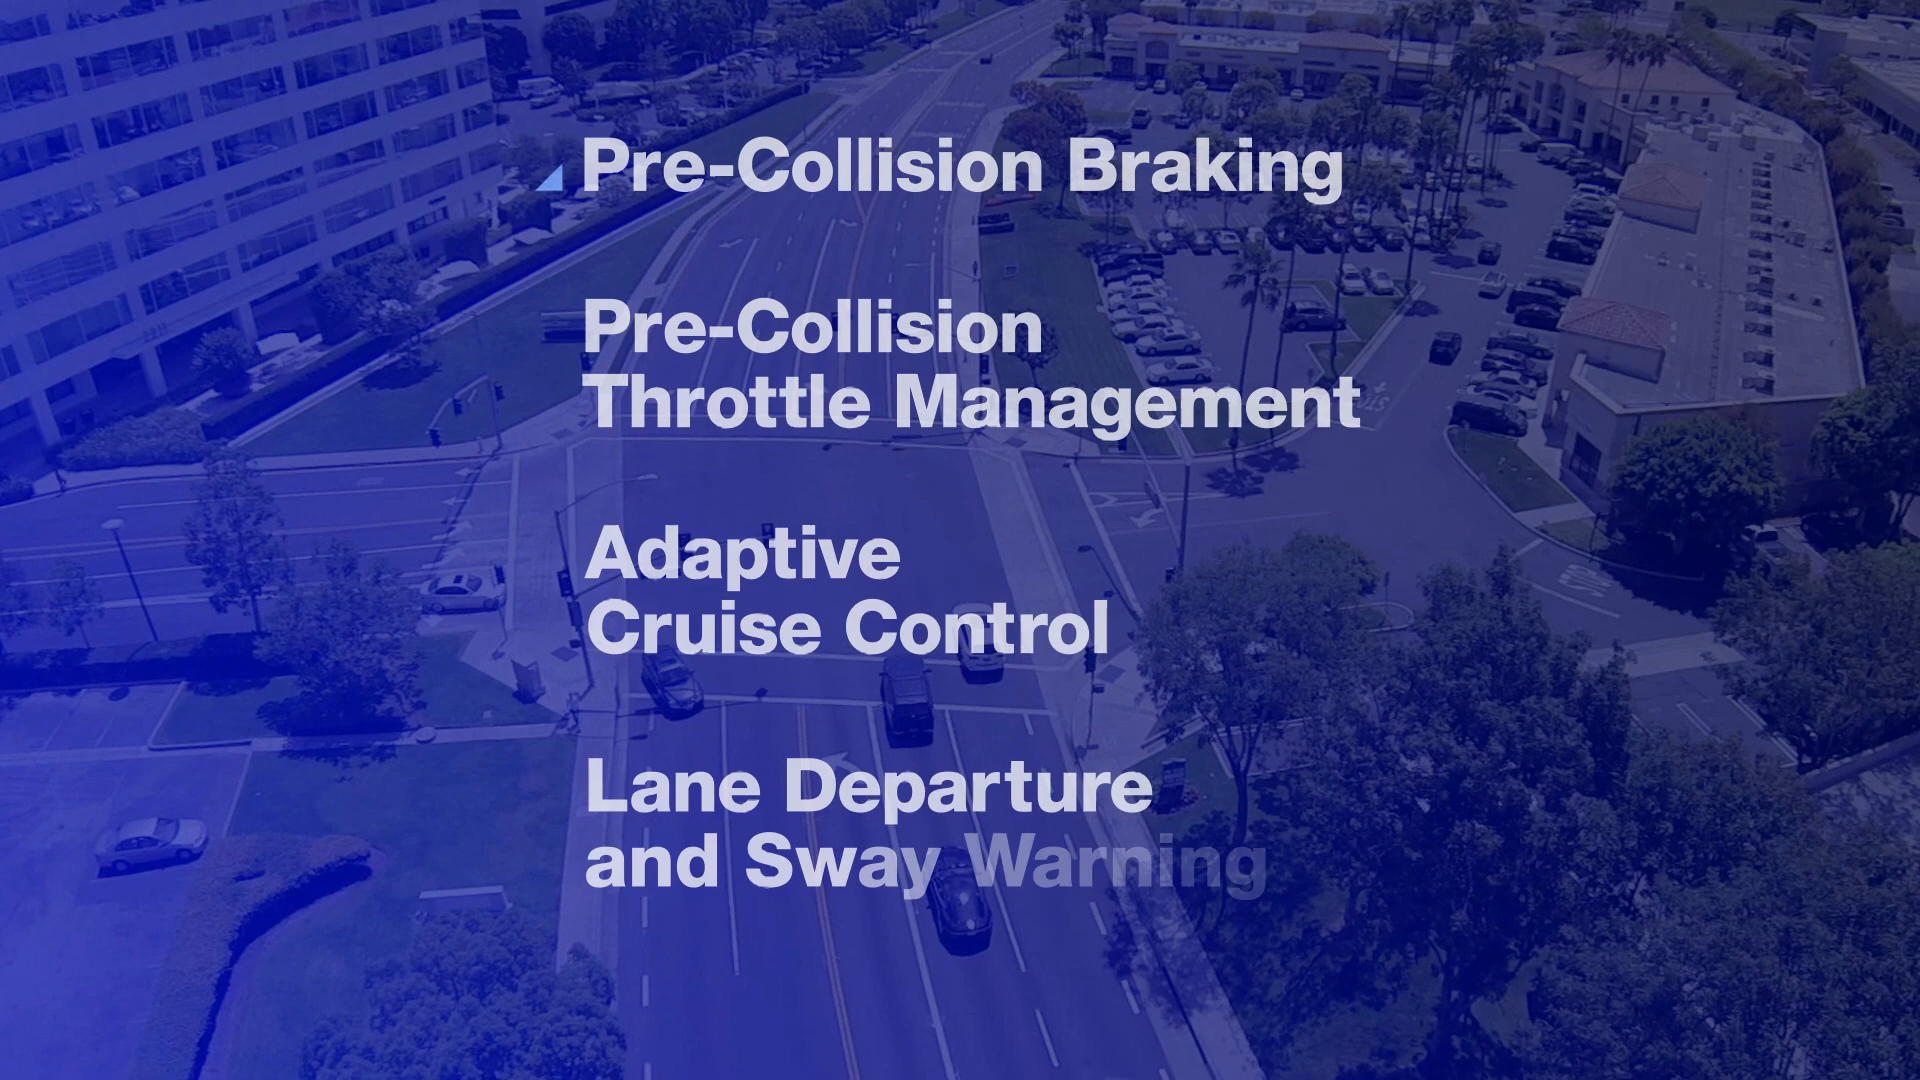 Pre-Collision Braking
Pre-Collision
Throttle Management
Adaptive
Cruise Control
Lane Departure
and Sway Warning